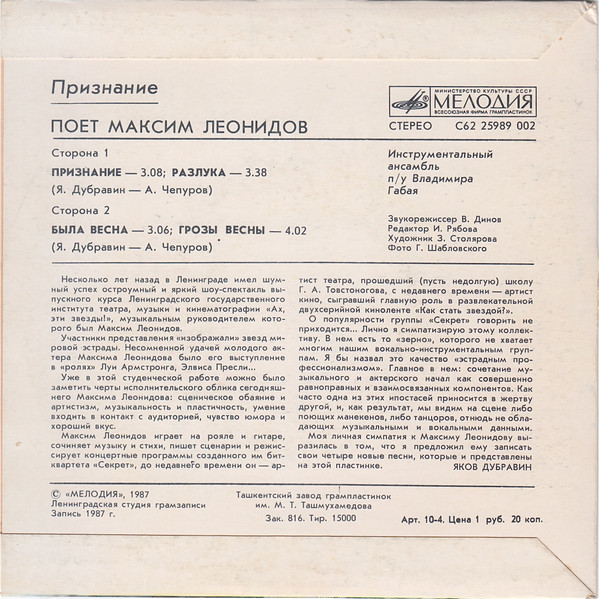 Признание
МИНИСТЕРСТВО КУЛЬТУРЫ СССР
МЕЛОДИЯ
ВСЕСОЮЗНАЯ ФИРМА ГРАМПЛАСТИНОК
ПОЕТ МАКСИМ ЛЕОНИДОВ
СТЕРЕО С62 25989 002
Сторона 1
ПРИЗНАНИЕ — 3.08; РАЗЛУКА — 3.38
(Я. Дубравин — А. Чепуров)
Сторона 2
БЫЛА ВЕСНА — 3.06; ГРОЗЫ ВЕСНЫ — 4.02
(Я. Дубравин — А. Чепуров)
Инструментальный
ансамбль
п/у Владимира
Габая
Звукорежиссер В. Динов
Редактор И. Рябова
Художник З. Столярова
Фото Г. Шабловского
Несколько лет назад в Ленинграде имел шум-
ный успех остроумный и яркий шоу-спектакль вы-
пускного курса Ленинградского государственного
института театра, музыки и кинематографии «Ах,
эти звезды!», музыкальным руководителем кото-
рого был Максим Леонидов.
Участники представления «изображали» звезд ми-
ровой эстрады. Несомненной удачей молодого ак-
тера Максима Леонидова было его выступление
в «ролях» Луи Армстронга, Элвиса Пресли...
Уже в этой студенческой работе можно было
заметить черты исполнительского облика сегодняш-
него Максима Леонидова: сценическое обаяние и
артистизм, музыкальность и пластичность, умение
входить в контакт с аудиторией, чувство юмора и
хороший вкус.
Максим Леонидов играет на рояле и гитаре,
сочиняет музыку и стихи, пишет сценарии и режис-
сирует концертные программы созданного им бит-
квартета «Секрет», до недавнего времени он — ар-
тист театра, прошедший (пусть недолгую) школу
Г. А. Товстоногова, с недавнего времени — артист
кино, сыгравший главную роль в развлекательной
двухсерийной киноленте «Как стать звездой?».
О популярности группы «Секрет» говорить не
приходится... Лично я симпатизирую этому коллек-
тиву. В нем есть то «зерно», которого не хватает
многим нашим вокально-инструментальным груп-
пам. Я бы назвал это качество «эстрадным про-
фессионализмом». Главное в нем: сочетание му-
зыкального и актерского начал как совершенно
равноправных и взаимосвязанных компонентов. Как
часто одна из этих ипостасей приносится в жертву
другой, и, как результат, мы видим на сцене либо
поющих манекенов, либо танцоров, отнюдь не обла-
дающих музыкальными и вокальными данными.
Моя личная симпатия к Максиму Леонидову вы-
разилась в том, что я предложил ему записать
свои четыре новые песни, которые и представлены
на этой пластинке. ЯКОВ ДУБРАВИН
© «МЕЛОДИЯ», 1987
Ленинградская студия грамзаписи
Запись 1987 г.
Ташкентский завод грампластинок
им. М. Т. Ташмухамедова
Зак. 816. Тир. 15000
Арт. 10-4. Цена 1 руб. 20 коп.